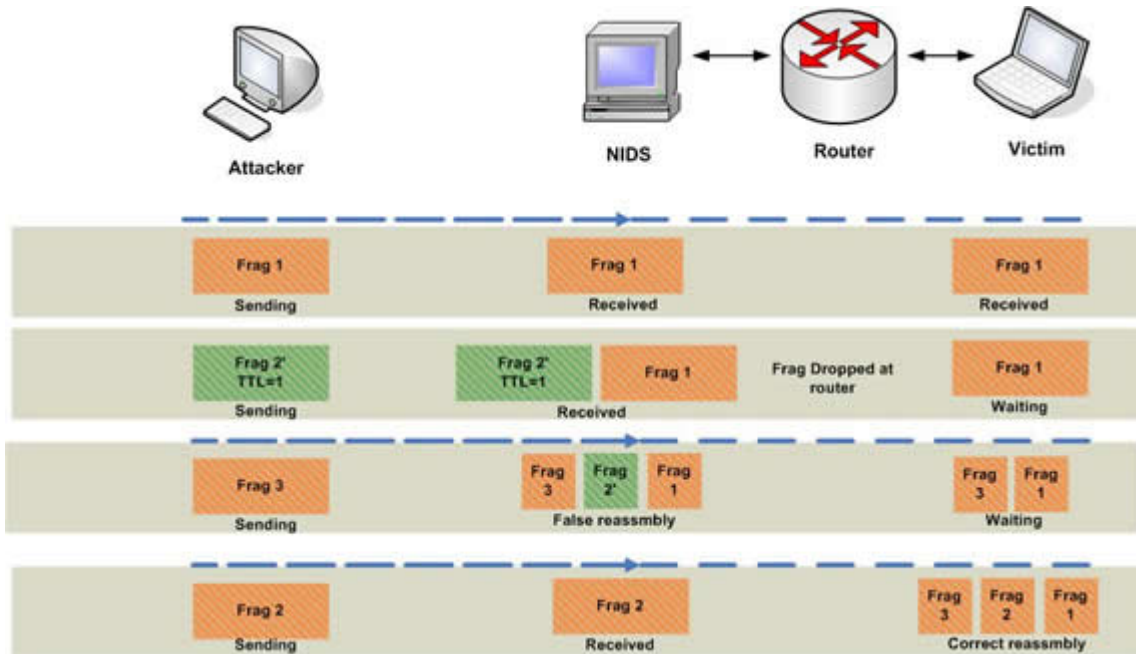 Attacker
NIDS
Router
Victim
Frag 1
Sending
Frag 1
Received
Frag 1
Received
Frag 2'
TTL=1
Sending
Frag 2'
TTL=1
Frag 1
Received
Frag Dropped at
router
Frag 1
Waiting
Frag 3
Sending
Frag
3
Frag
2'
Frag
1
False reassmbly
Frag
3
Frag
1
Waiting
Frag 2
Sending
Frag 2
Received
Frag
3
Frag
2
Frag
1
Correct reassmbly